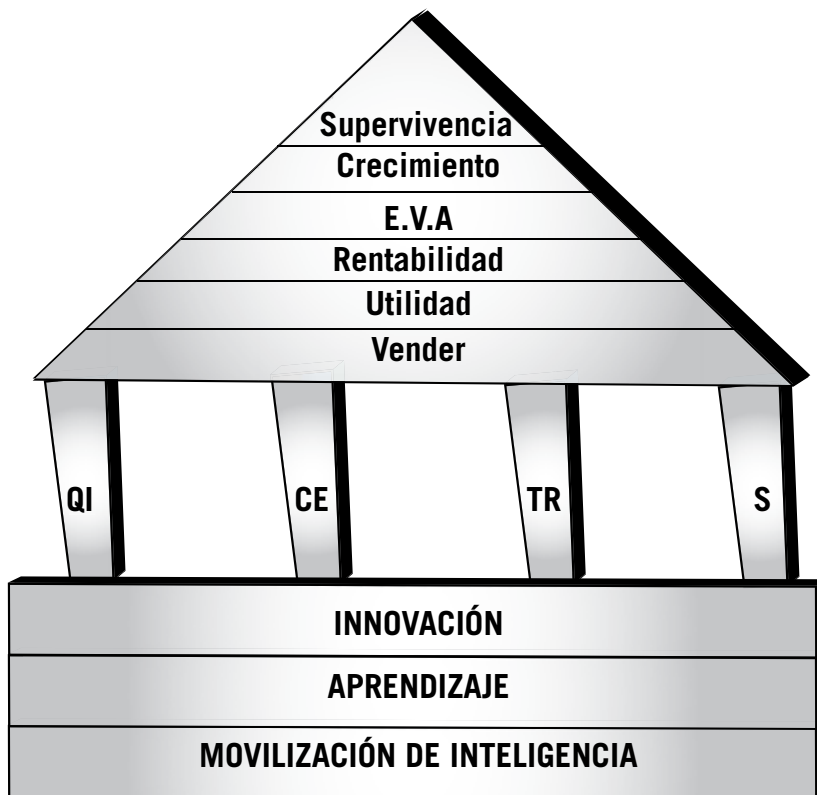 Supervivencia
Crecimiento
E.V.A
Rentabilidad
Utilidad
Vender
QI CE TR S
INNOVACIÓN
APRENDIZAJE
MOVILIZACIÓN DE INTELIGENCIA